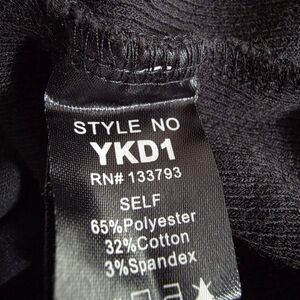 STYLE NO
YKD1
RN# 133793
SELF
65%Polyester
32%Cotton
3%Spandex